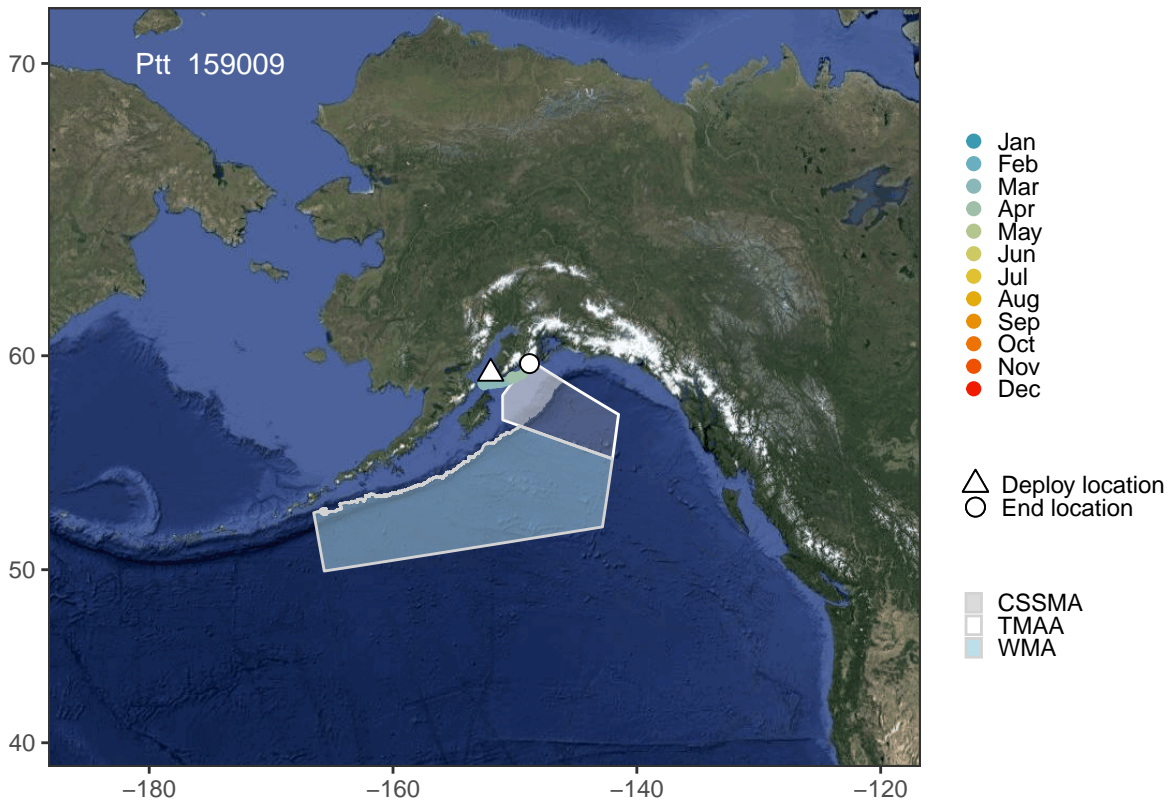 Ptt 159009
70
60
50
40
−180
−160
−140
−120
Jan
Feb
Mar
Apr
May
Jun
Jul
Aug
Sep
Oct
Nov
Dec
Deploy location
End location
CSSMA
TMAA
WMA